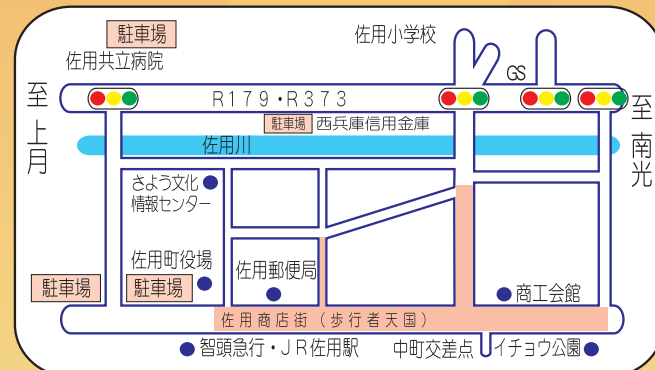 駐車場
佐用共立病院
佐用小学校
GS
至上月
R179・R373
至南光
駐車場 西兵庫信用金庫
佐用川
さよう文化
情報センター
佐用町役場
佐用郵便局
駐車場
駐車場
商工会館
佐用商店街(歩行者天国)
智頭急行・JR佐用駅
中町交差点
イチョウ公園